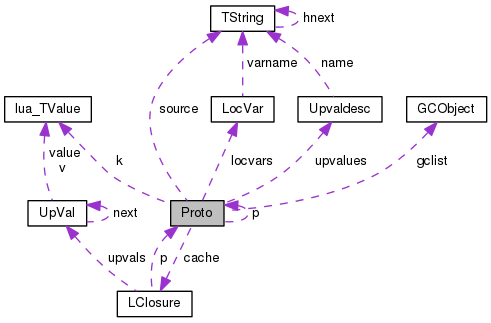 TString
hnext
varname
name
source
lua_TValue
LocVar
Upvaldesc
GCObject
value
v
k
locvars
upvalues
gclist
UpVal
next
Proto
p
upvals
p
cache
LClosure